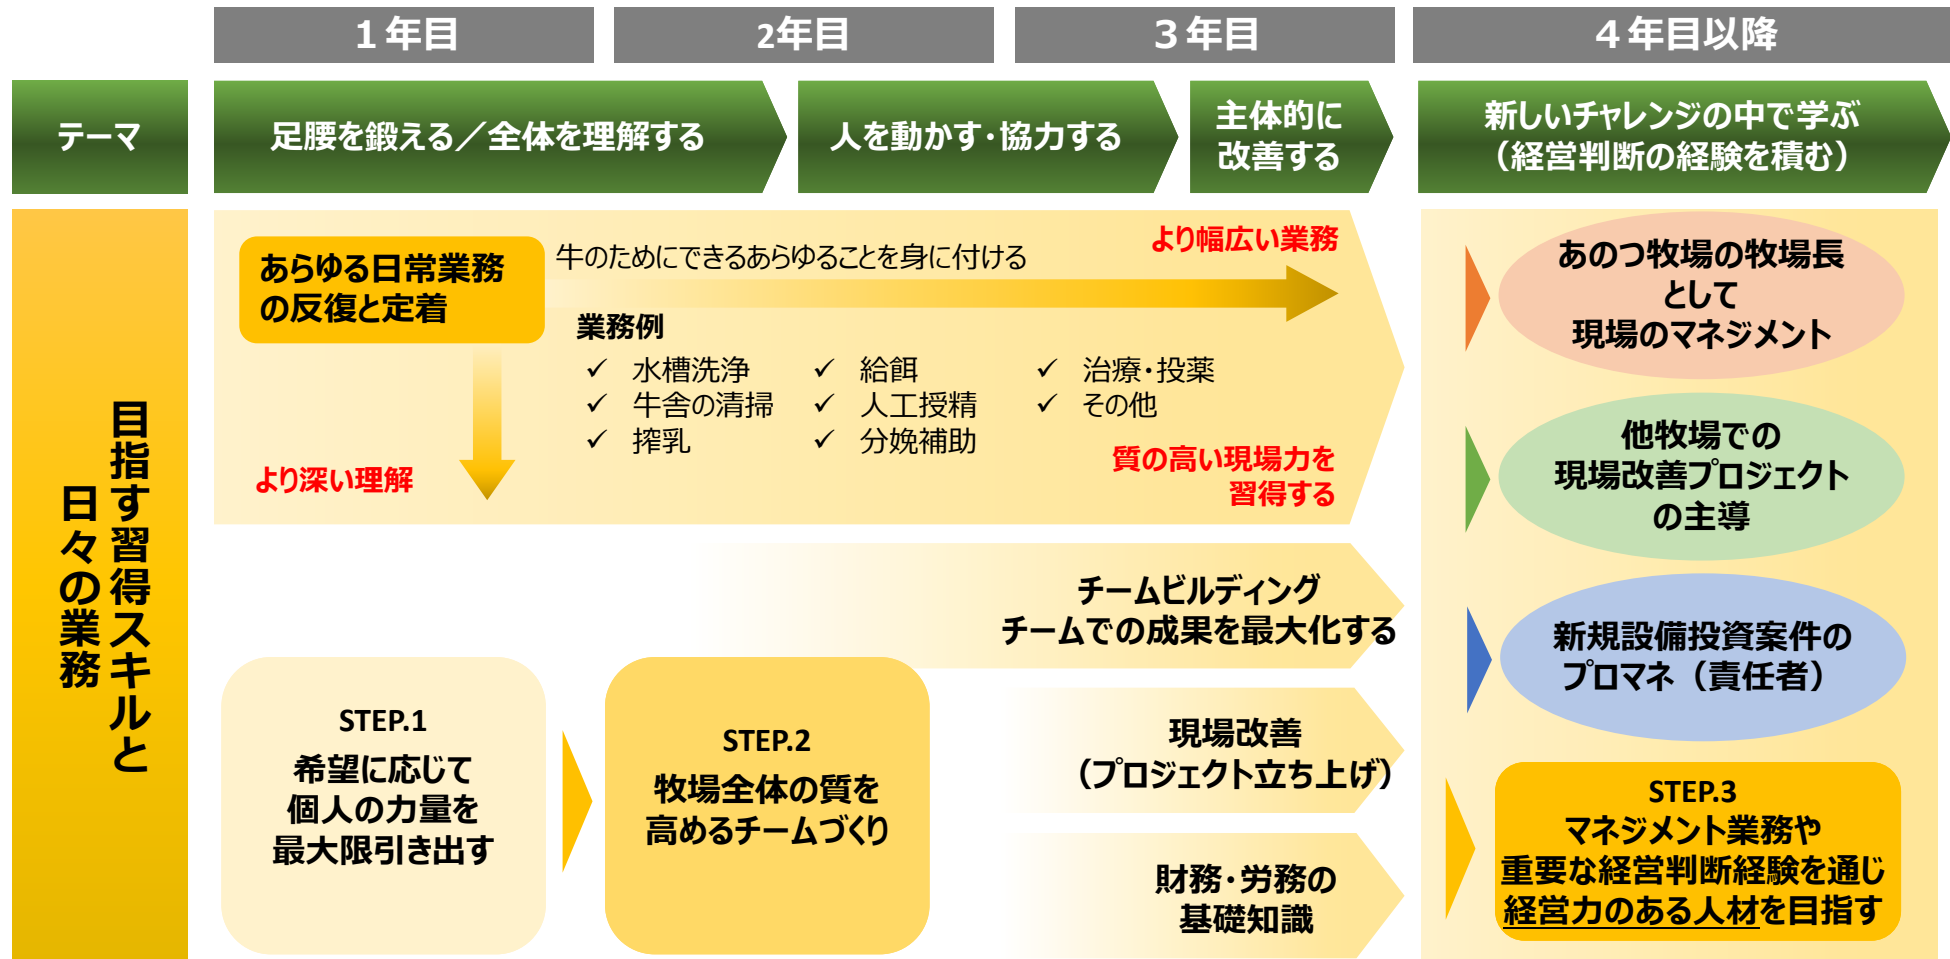 １年目
2年目
３年目
４年目以降
テーマ
足腰を鍛える／全体を理解する
人を動かす・協力する
主体的に
改善する
新しいチャレンジの中で学ぶ
（経営判断の経験を積む）
目指す習得スキルと
日々の業務
あらゆる日常業務
の反復と定着
牛のためにできるあらゆることを身に付ける
より幅広い業務
業務例
✓ 水槽洗浄
✓ 牛舎の清掃
✓ 搾乳
✓ 給餌
✓ 人工授精
✓ 分娩補助
✓ 治療・投薬
✓ その他
より深い理解
質の高い現場力を
習得する
チームビルディング
チームでの成果を最大化する
STEP.1
希望に応じて
個人の力量を
最大限引き出す
STEP.2
牧場全体の質を
高めるチームづくり
現場改善
（プロジェクト立ち上げ）
財務・労務の
基礎知識
あのつ牧場の牧場長
として
現場のマネジメント
他牧場での
現場改善プロジェクト
の主導
新規設備投資案件の
プロマネ（責任者）
STEP.3
マネジメント業務や
重要な経営判断経験を通じ
経営力のある人材を目指す